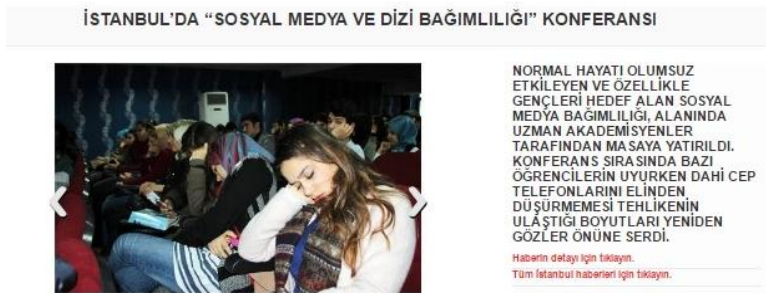 İSTANBUL'DA “SOSYAL MEDYA VE DİZİ BAĞIMLILIĞI” KONFERANSI
NORMAL HAYATI OLUMSUZ
ETKİLEYEN VE ÖZELLİKLE
GENÇLERİ HEDEF ALAN SOSYAL
MEDYA BAĞIMLILIĞI, ALANINDA
UZMAN AKADEMİSYENLER
TARAFINDAN MASAYA YATIRILDI.
KONFERANS SIRASINDA BAZI
ÖĞRENCİLERİN UYURKEN DAHİ CEP
TELEFONLARINI ELİNDEN
DÜŞÜRMEMESİ TEHLİKENİN
ULAŞTIĞI BOYUTLARI YENİDEN
GÖZLER ÖNÜNE SERDİ.
Haberin detayı için tıklayın.
Tüm İstanbul haberleri için tıklayın.